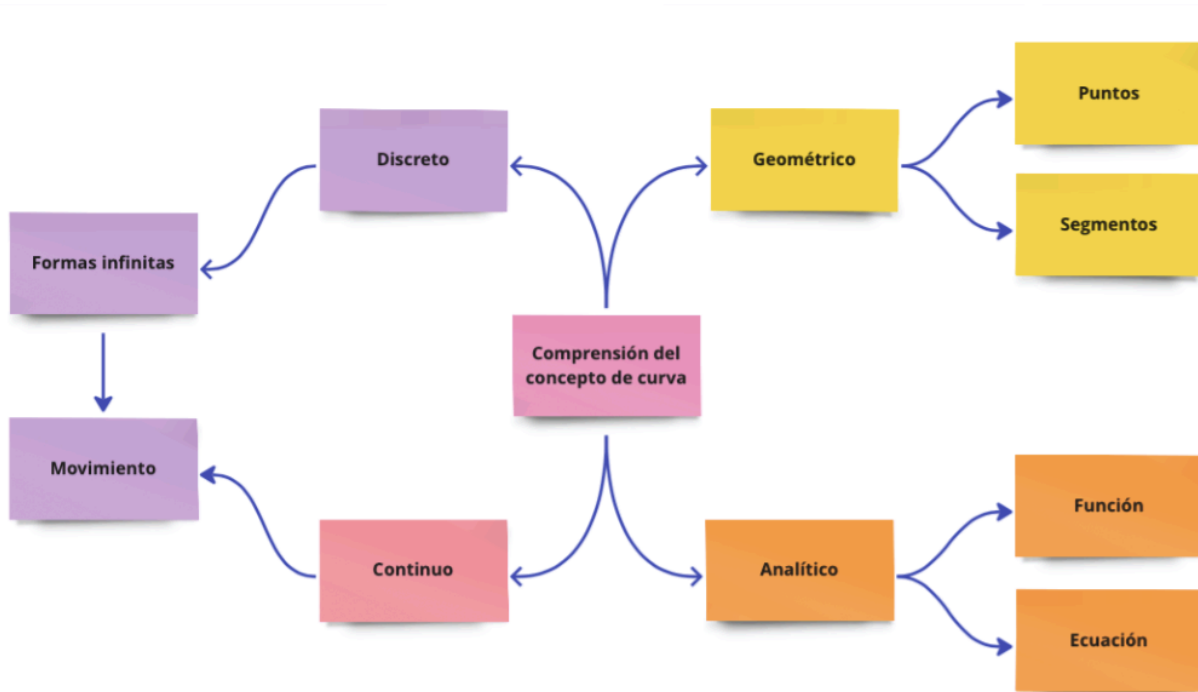 Puntos
Discreto
Geométrico
Segmentos
Formas infinitas
Comprensión del
concepto de curva
Movimiento
Función
Continuo
Analítico
Ecuación